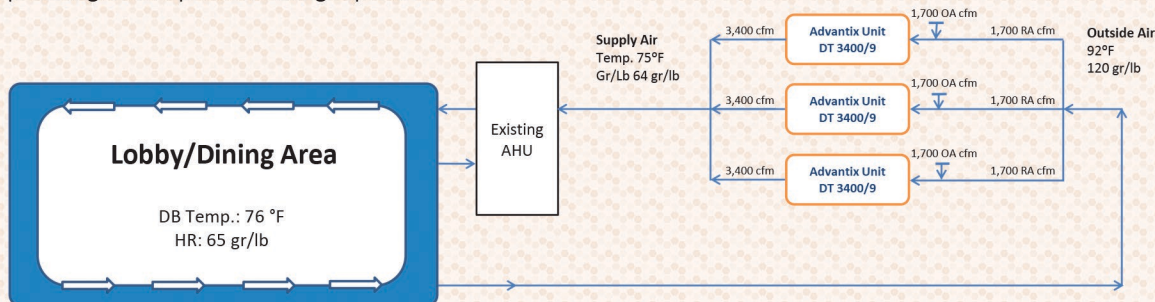 Lobby/Dining Area
DB Temp.: 76 °F
HR: 65 gr/lb
Existing
AHU
Supply Air
Temp. 75°F
Gr/Lb 64 gr/lb
3,400 cfm
Advantix Unit
DT 3400/9
1,700 OA cfm
1,700 RA cfm
3,400 cfm
Advantix Unit
DT 3400/9
1,700 OA cfm
1,700 RA cfm
3,400 cfm
Advantix Unit
DT 3400/9
1,700 OA cfm
1,700 RA cfm
Outside Air
92°F
120 gr/lb